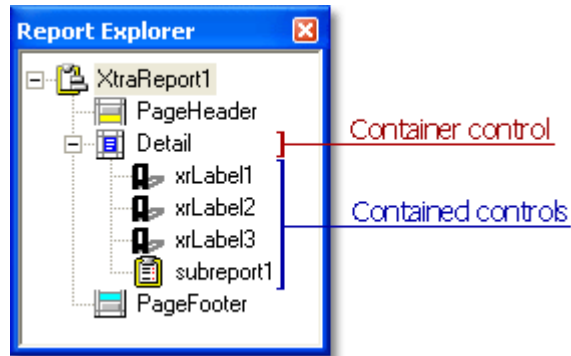 Report Explorer
XtraReport1
PageHeader
Detail
Container control
xrLabel1
xrLabel2
Contained controls
xrLabel3
subreport1
PageFooter